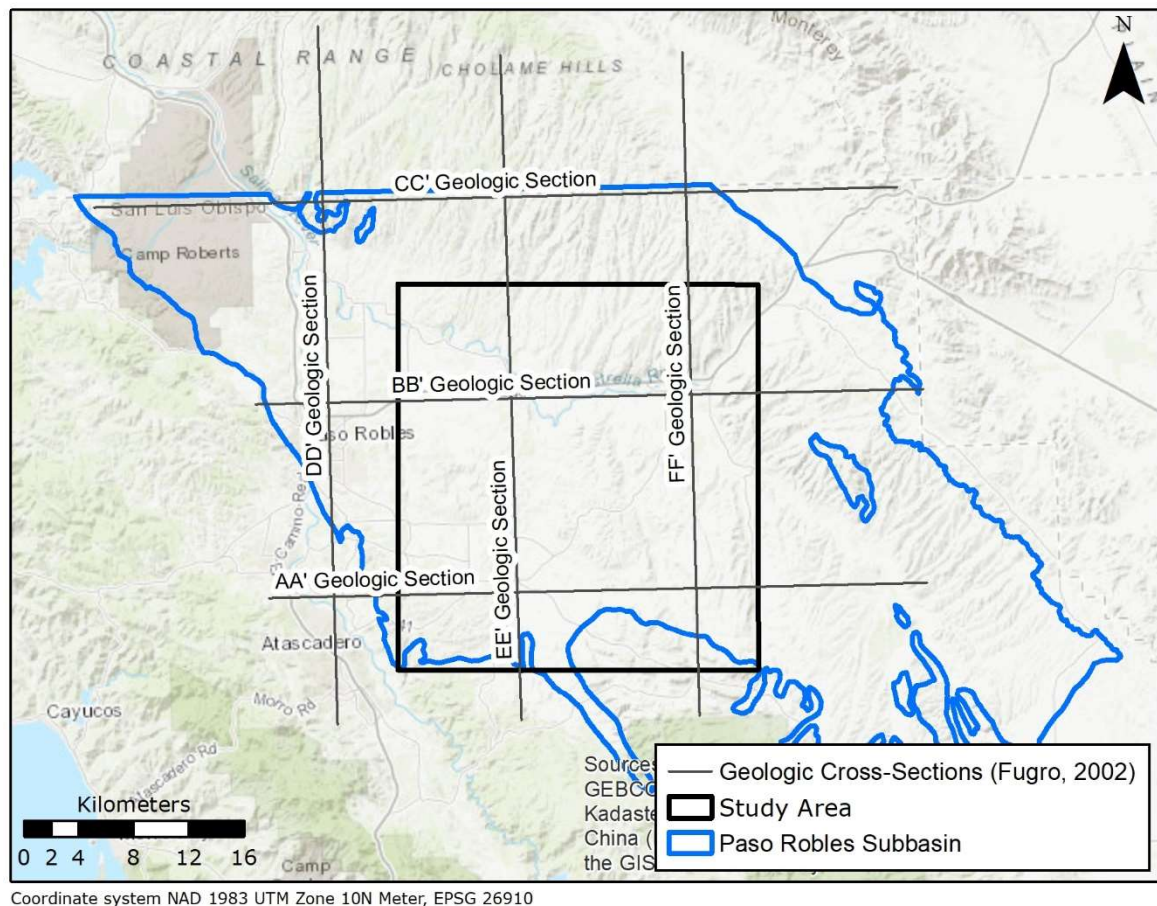 N
Monterey
COASTAL RANGE
CHOLAME HILLS
CC' Geologic Section
San Luis Obispo
Camp Roberts
DD' Geologic Section
FF' Geologic Section
BB' Geologic Section
EE' Geologic Section
AA' Geologic Section
Atascadero
41
Morro Rd
Cayucos
Atascadero Rd
Kilometers
0 2 4 8 12 16
Camp
Sources
GEBCO
Kadaste
China (
the GIS
Geologic Cross-Sections (Fugro, 2002)
Study Area
Paso Robles Subbasin
Coordinate system NAD 1983 UTM Zone 10N Meter, EPSG 26910